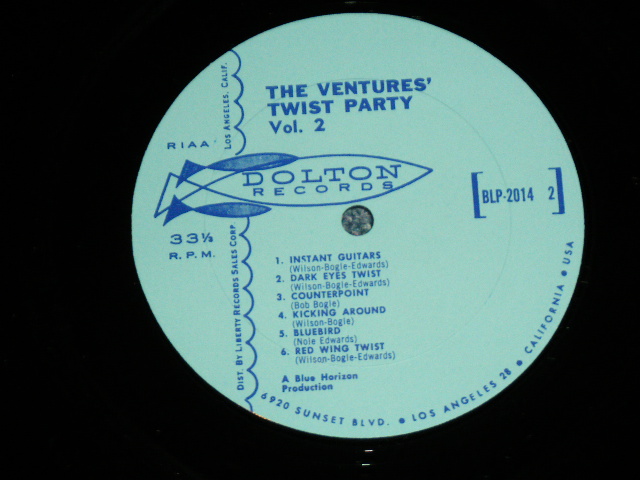 THE VENTURES'
TWIST PARTY
Vol. 2
LOS ANGELES, CALIF.
RIAA
DOLTON
RECORDS
BLP-2014 2
33⅓
R.P.M.
DIST. BY LIBERTY RECORDS SALES CORP.
1. INSTANT GUITARS
(Wilson-Bogle-Edwards)
2. DARK EYES TWIST
(Wilson-Bogle-Edwards)
3. COUNTERPOINT
(Bob Bogle)
4. KICKING AROUND
(Wilson-Bogle)
5. BLUEBIRD
(Nole Edwards)
6. RED WING TWIST
(Wilson-Bogle-Edwards)
A Blue Horizon
Production
6920 SUNSET BLVD. ● LOS ANGELES 28 ● CALIFORNIA ● USA